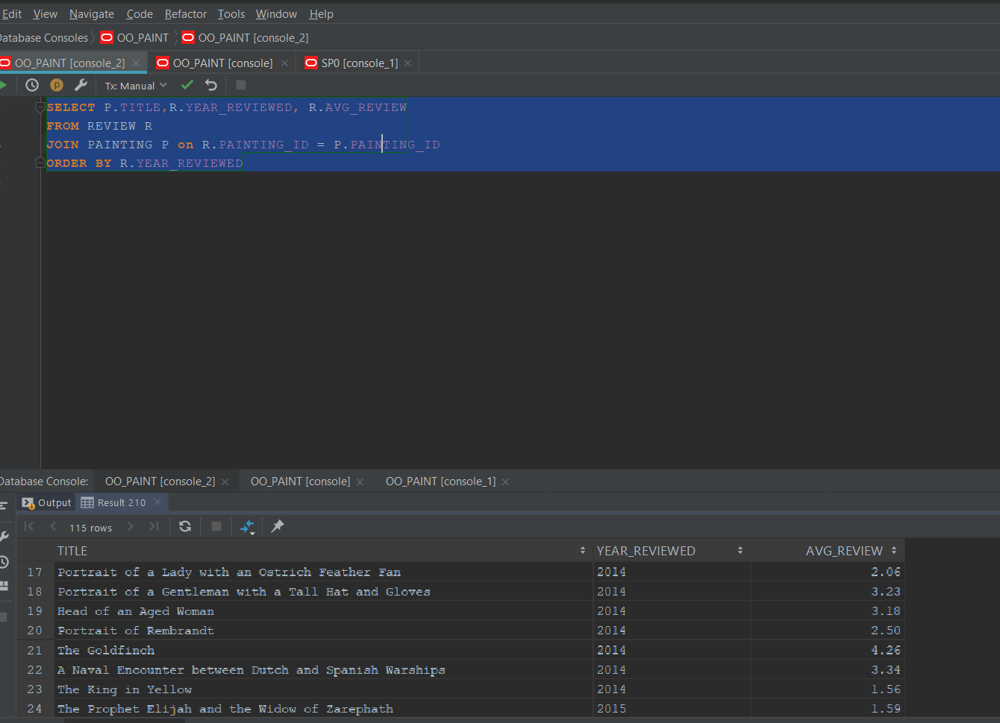 Edit View Navigate Code Refactor Tools Window Help
Database Consoles OO_PAINT OO_PAINT [console_2]
OO_PAINT [console_2] OO_PAINT [console] SP0 [console_1]
p Tx: Manual
SELECT P.TITLE,R.YEAR_REVIEWED, R.AVG_REVIEW
FROM REVIEW R
JOIN PAINTING P on R.PAINTING_ID = P.PAINTING_ID
ORDER BY R.YEAR_REVIEWED
Database Console: OO_PAINT [console_2] OO_PAINT [console] OO_PAINT [console_1]
Output Result 210
115 rows
TITLE YEAR_REVIEWED AVG_REVIEW
17 Portrait of a Lady with an Ostrich Feather Fan 2014 2.06
18 Portrait of a Gentleman with a Tall Hat and Gloves 2014 3.23
19 Head of an Aged Woman 2014 3.18
20 Portrait of Rembrandt 2014 2.50
21 The Goldfinch 2014 4.26
22 A Naval Encounter between Dutch and Spanish Warships 2014 3.34
23 The King in Yellow 2014 1.56
24 The Prophet Elijah and the Widow of Zarephath 2015 1.59